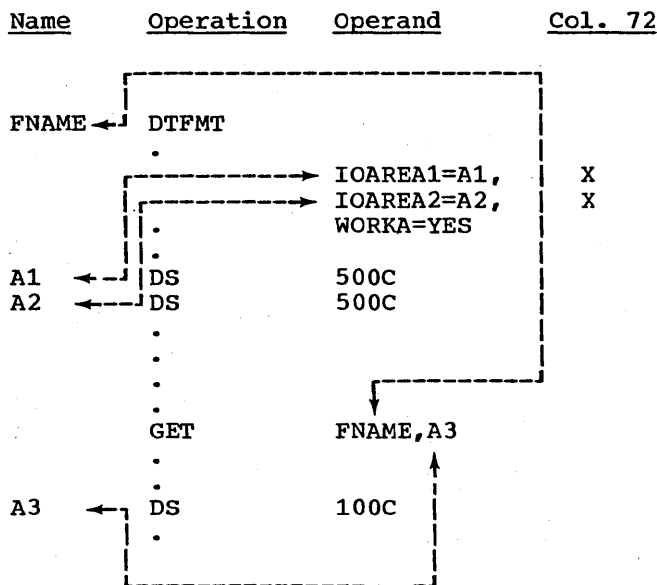 Name Operation Operand Col. 72
FNAME DTFMT
.
IOAREA1=A1, X
IOAREA2=A2, X
. WORKA=YES
.
A1 DS 500C
A2 DS 500C
.
.
.
.
GET FNAME,A3
.
.
A3 DS 100C
.